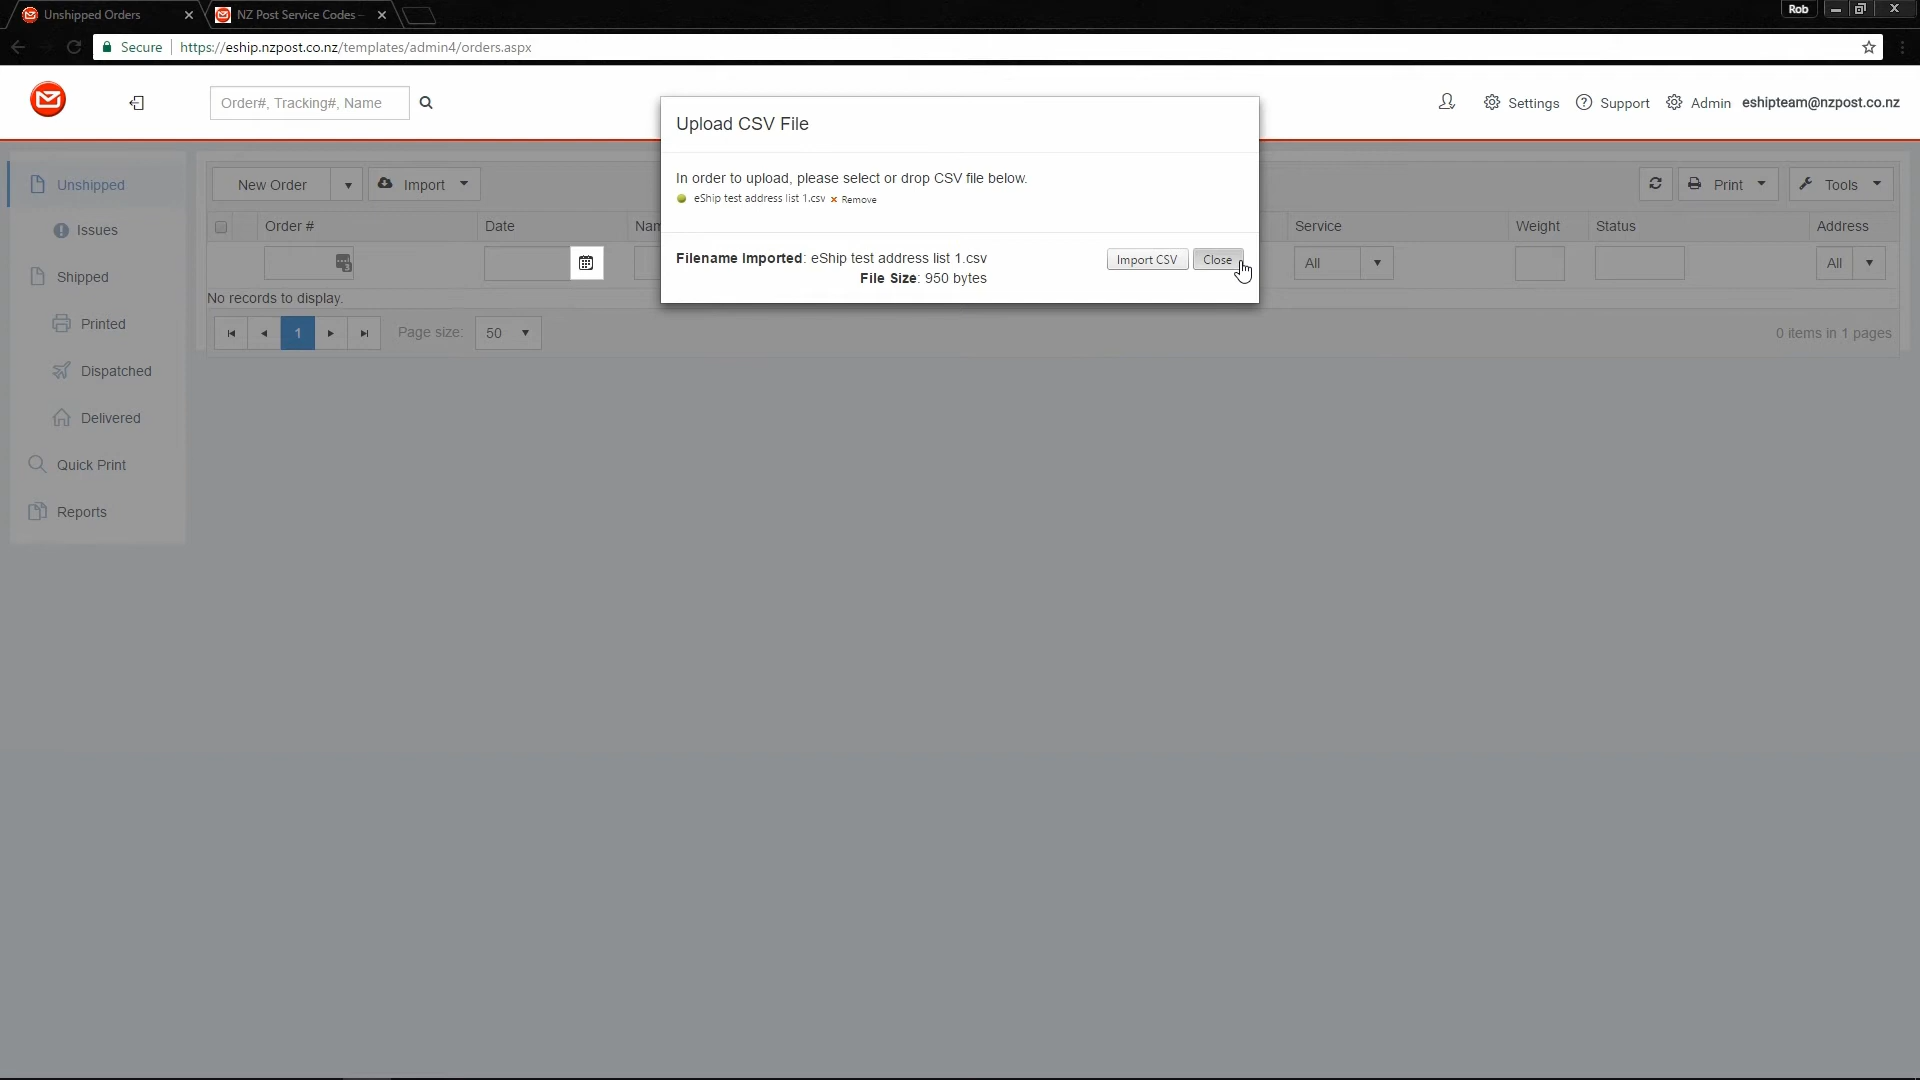 Unshipped Orders
NZ Post Service Codes -
Rob
Secure
https://eship.nzpost.co.nz/templates/admin4/orders.aspx
Order#, Tracking#, Name
Settings
Support
Admin
eshipteam@nzpost.co.nz
Upload CSV File
In order to upload, please select or drop CSV file below.
eShip test address list 1.csv
Remove
Filename Imported: eShip test address list 1.csv
File Size: 950 bytes
Import CSV
Close
Unshipped
Issues
Shipped
Printed
Dispatched
Delivered
Quick Print
Reports
New Order
Import
Print
Tools
Order #
Date
Nam
Service
Weight
Status
Address
3
All
All
No records to display.
1
Page size:
50
0 items in 1 pages